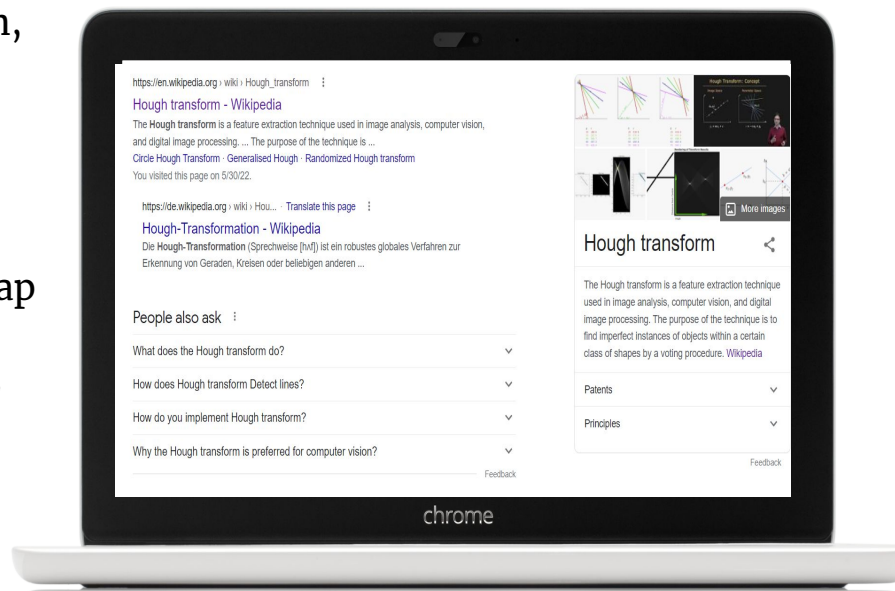 n,
ap
https://en.wikipedia.org › wiki › Hough_transform
Hough transform - Wikipedia
The Hough transform is a feature extraction technique used in image analysis, computer vision,
and digital image processing. ... The purpose of the technique is ...
Circle Hough Transform · Generalised Hough · Randomized Hough transform
You visited this page on 5/30/22.
https://de.wikipedia.org › wiki › Hou... · Translate this page
Hough-Transformation - Wikipedia
Die Hough-Transformation (Sprechweise [hʌf]) ist ein robustes globales Verfahren zur
Erkennung von Geraden, Kreisen oder beliebigen anderen ...
People also ask
What does the Hough transform do?
How does Hough transform Detect lines?
How do you implement Hough transform?
Why the Hough transform is preferred for computer vision?
Feedback
Hough Transform: Concept
More images
Hough transform
The Hough transform is a feature extraction technique
used in image analysis, computer vision, and digital
image processing. The purpose of the technique is to
find imperfect instances of objects within a certain
class of shapes by a voting procedure. Wikipedia
Patents
Principles
Feedback
chrome